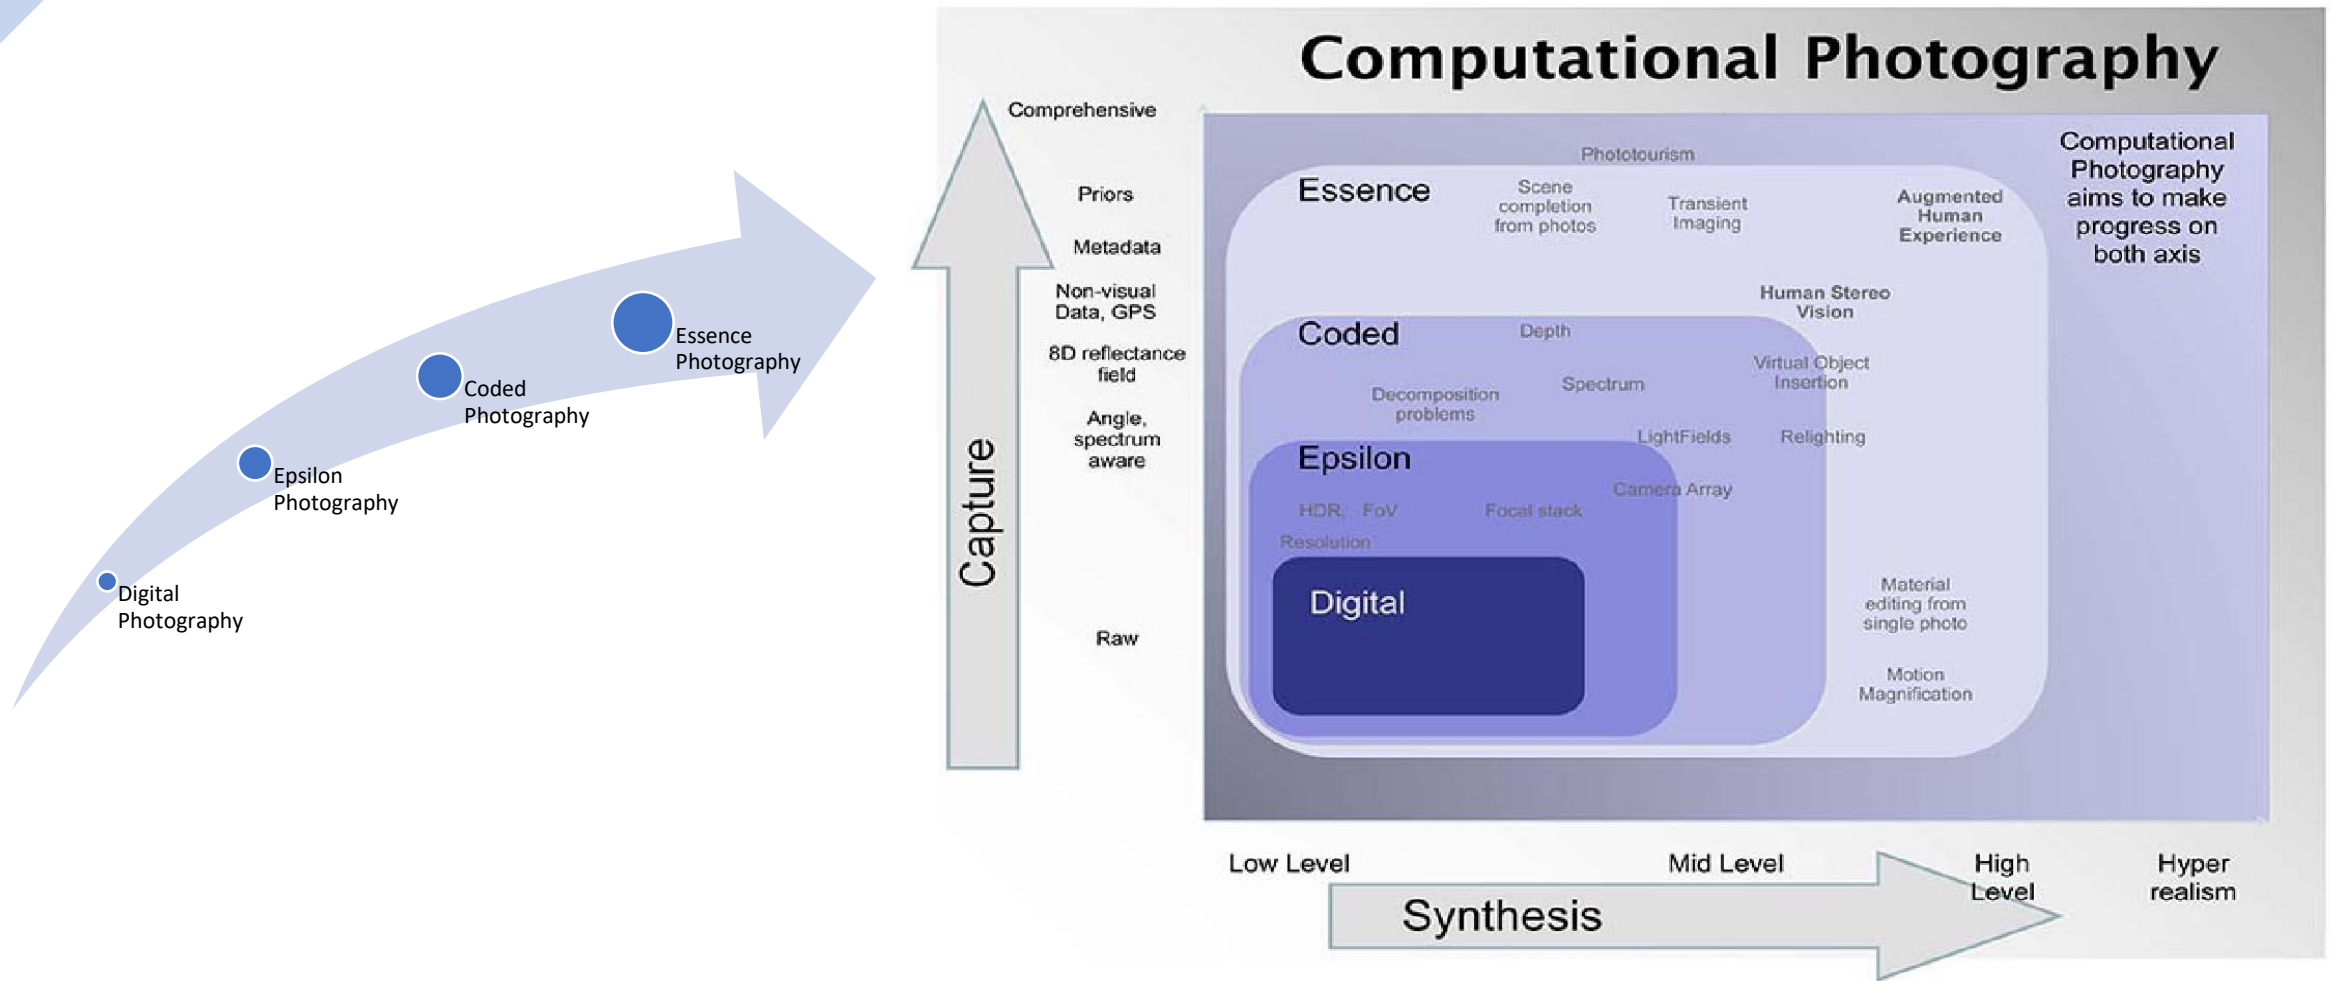 Digital
Photography
Epsilon
Photography
Coded
Photography
Essence
Photography
Computational Photography
Capture
Comprehensive
Priors
Metadata
Non-visual
Data, GPS
8D reflectance
field
Angle,
spectrum
aware
Raw
Phototourism
Computational
Photography
aims to make
progress on
both axis
Essence
Scene
completion
from photos
Transient
Imaging
Augmented
Human
Experience
Human Stereo
Vision
Coded
Depth
Virtual Object
Insertion
Decomposition
problems
Spectrum
LightFields
Relighting
Epsilon
Camera Array
HDR, FoV
Focal stack
Resolution
Digital
Material
editing from
single photo
Motion
Magnification
Low Level
Mid Level
High
Level
Hyper
realism
Synthesis